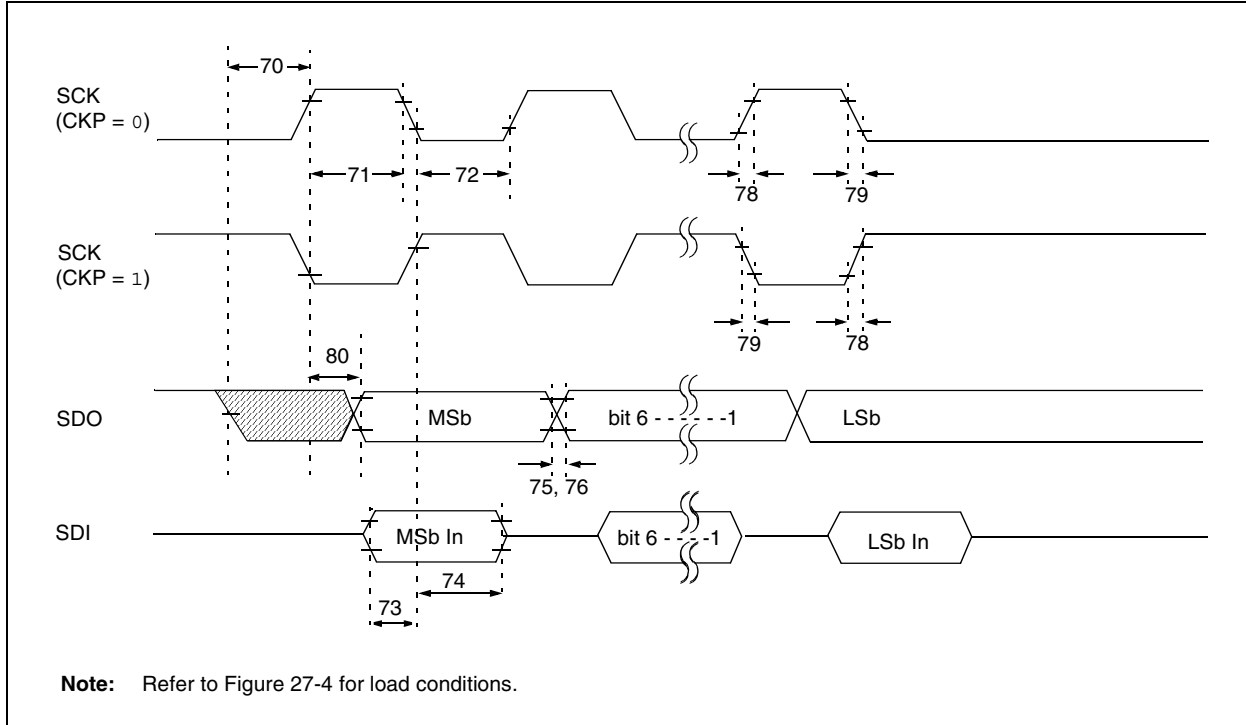 70
SCK
(CKP = 0)
71
72
78
79
SCK
(CKP = 1)
79
78
80
SDO
MSb
bit 6 - - - - - -1
LSb
75, 76
SDI
MSb In
bit 6 - - - - -1
LSb In
74
73
Note: Refer to Figure 27-4 for load conditions.